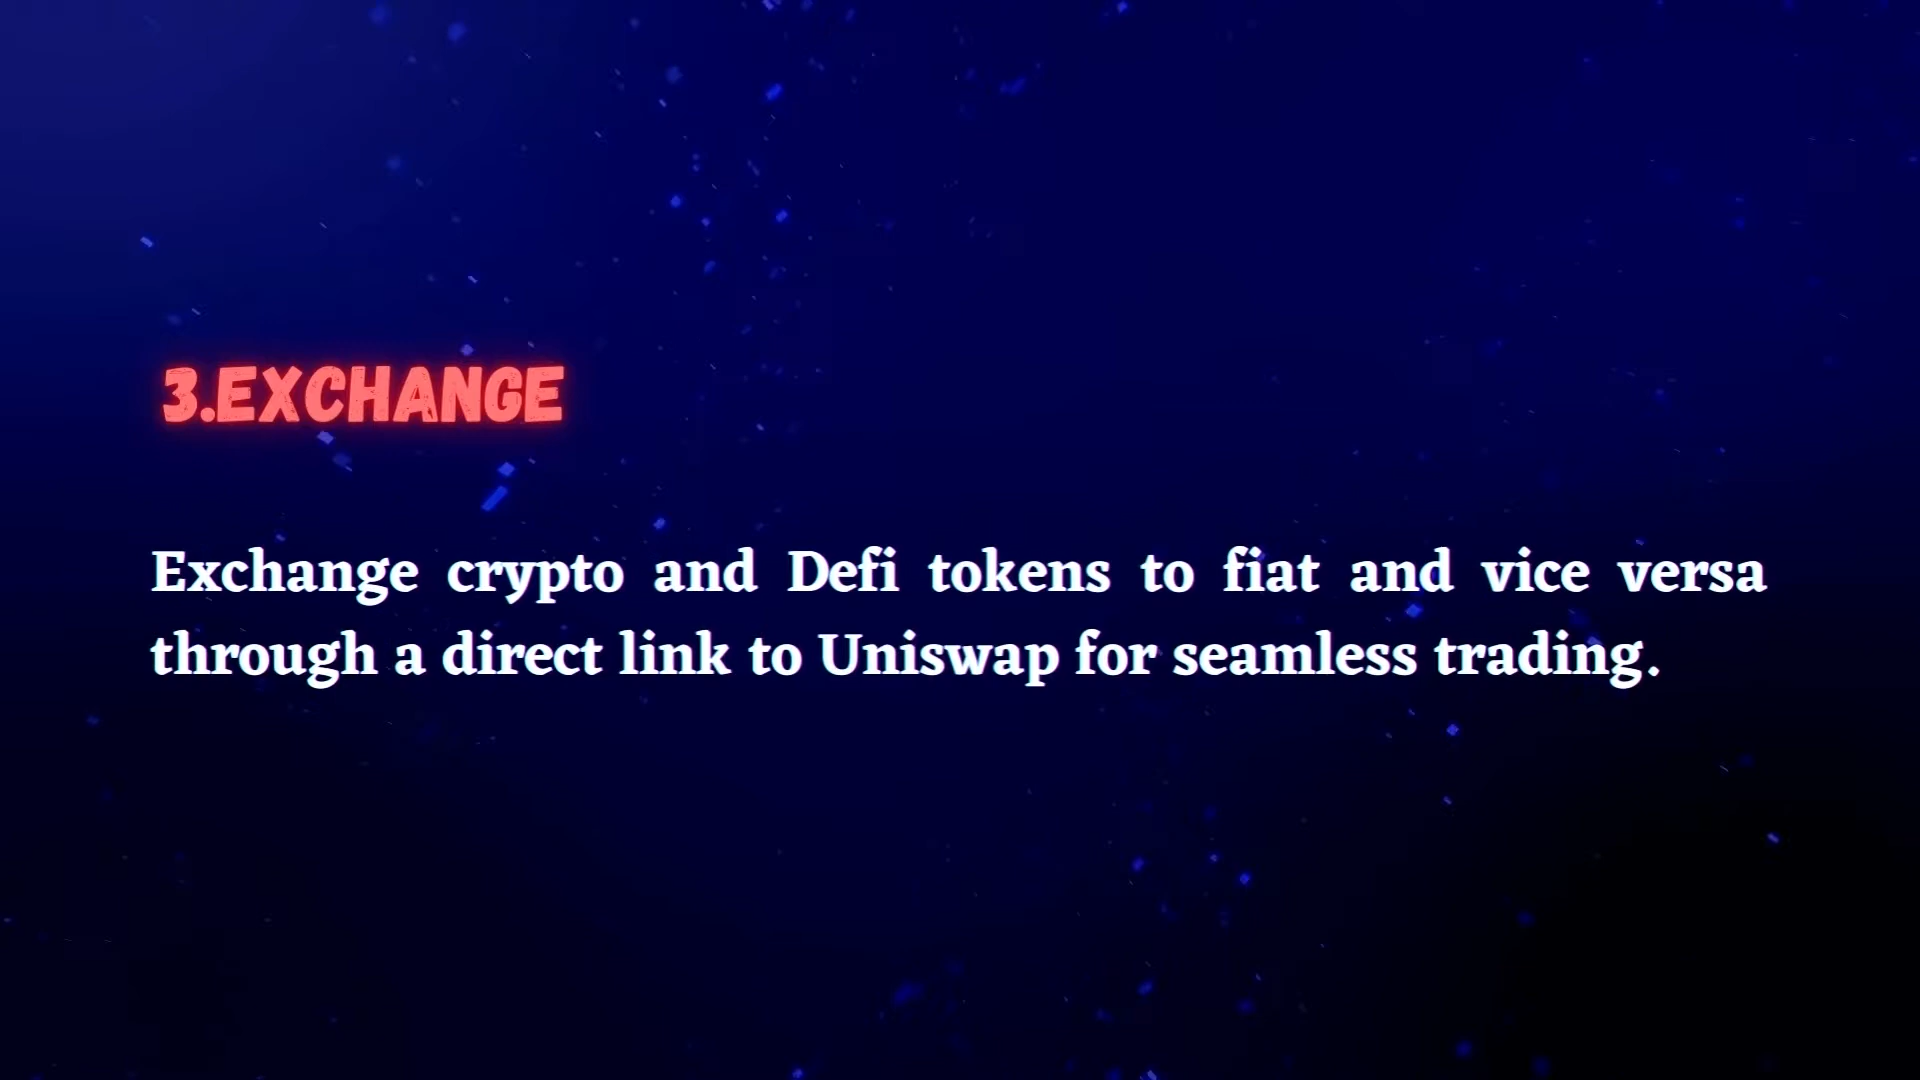 3.EXCHANGE
Exchange crypto and Defi tokens to fiat and vice versa
through a direct link to Uniswap for seamless trading.